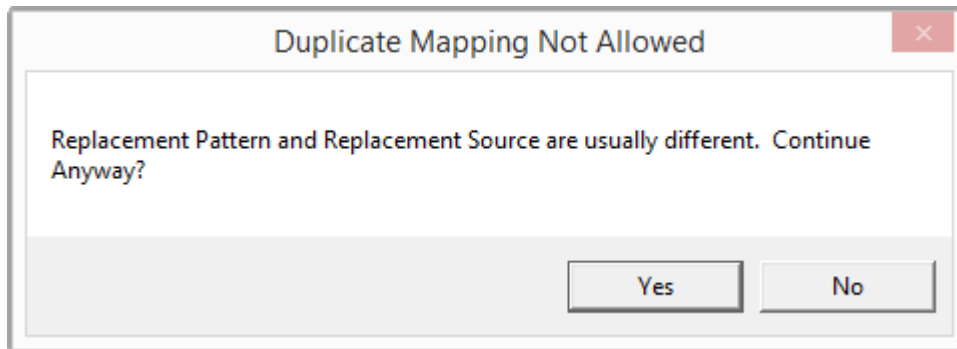 Duplicate Mapping Not Allowed
Replacement Pattern and Replacement Source are usually different.  Continue
Anyway?
Yes No